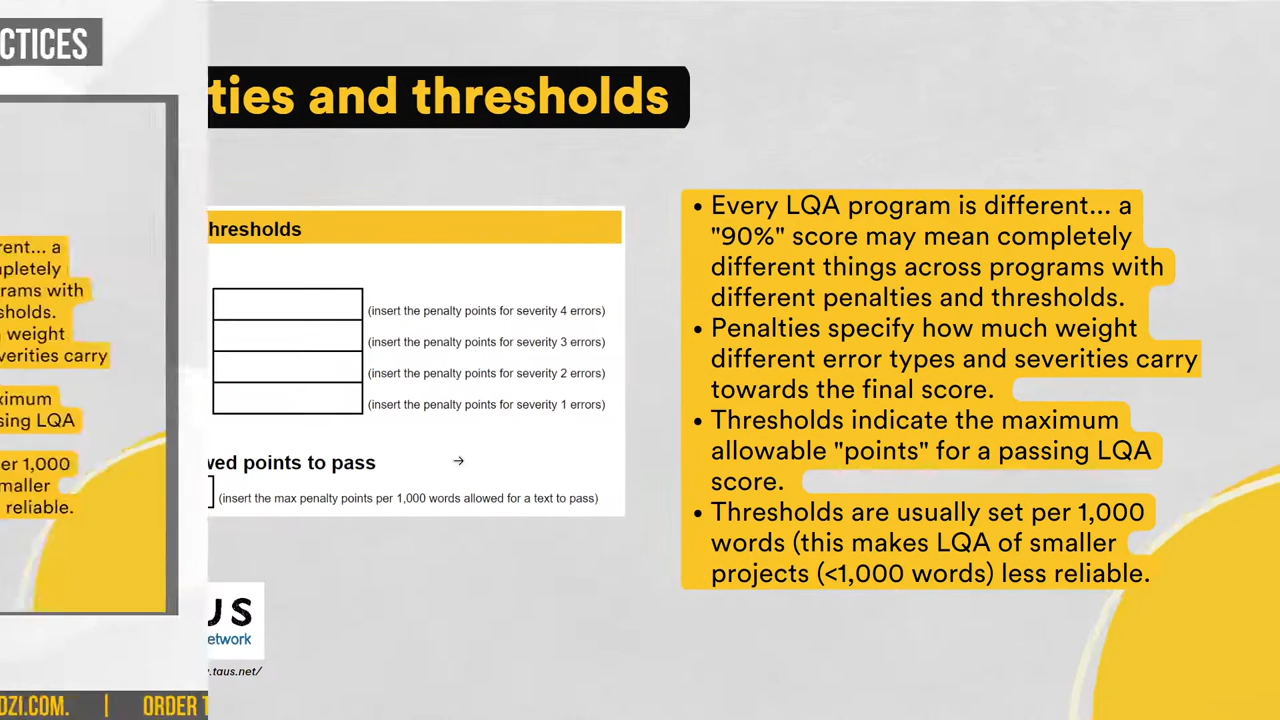 CTICES
rent... a
mpletely
rams with
sholds.
weight
verities carry
ximum
sing LQA
er 1,000
maller
reliable.
DZI.COM. | ORDER T
ties and thresholds
hresholds
(insert the penalty points for severity 4 errors)
(insert the penalty points for severity 3 errors)
(insert the penalty points for severity 2 errors)
(insert the penalty points for severity 1 errors)
wed points to pass →
(insert the max penalty points per 1,000 words allowed for a text to pass)
US
etwork
.taus.net/
• Every LQA program is different... a
"90%" score may mean completely
different things across programs with
different penalties and thresholds.
• Penalties specify how much weight
different error types and severities carry
towards the final score.
• Thresholds indicate the maximum
allowable "points" for a passing LQA
score.
• Thresholds are usually set per 1,000
words (this makes LQA of smaller
projects (<1,000 words) less reliable.